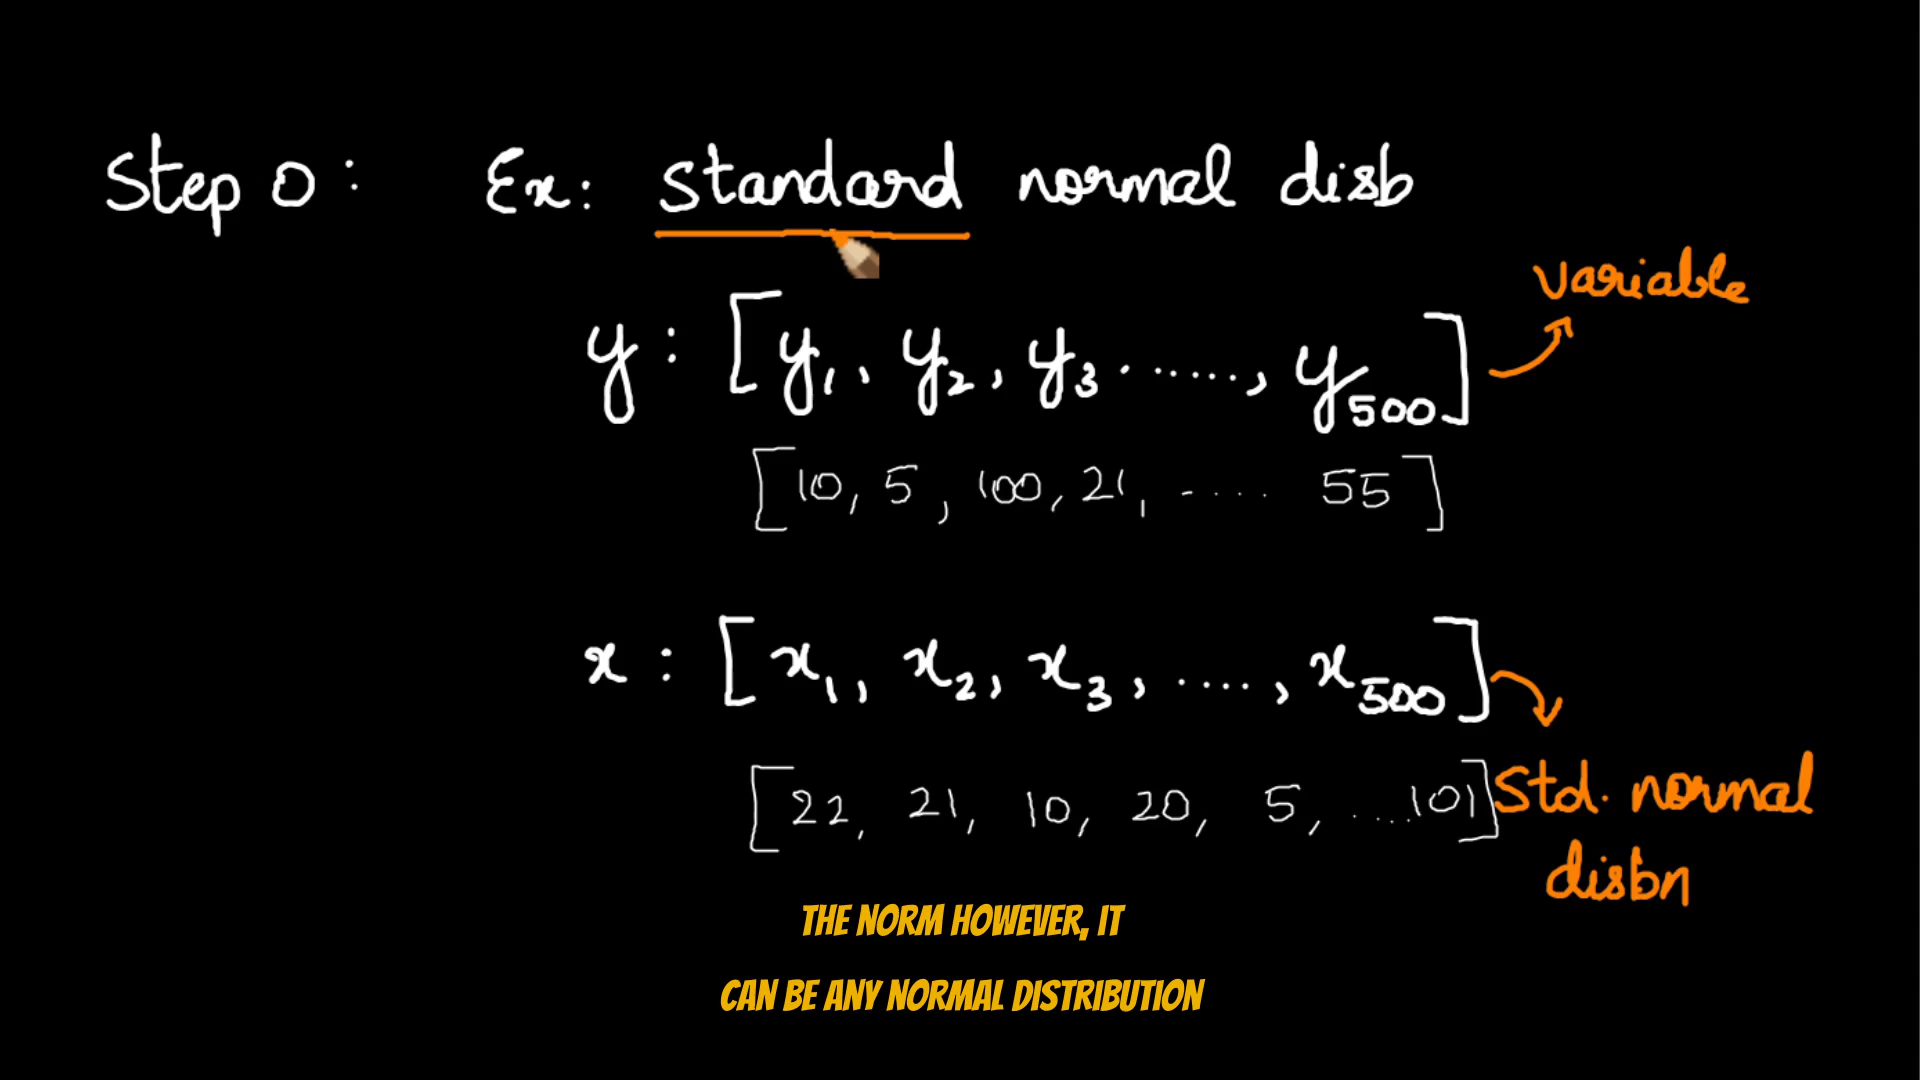 Step 0: Ex: standard normal disb
variable
y : [y1, y2, y3 ......, y500]
[10, 5, 100, 21, ..... 55]
x : [x1, x2, x3, ...., x500]
[22, 21, 10, 20, 5, ....101]
Std. normal
disbn
THE NORM HOWEVER, IT
CAN BE ANY NORMAL DISTRIBUTION